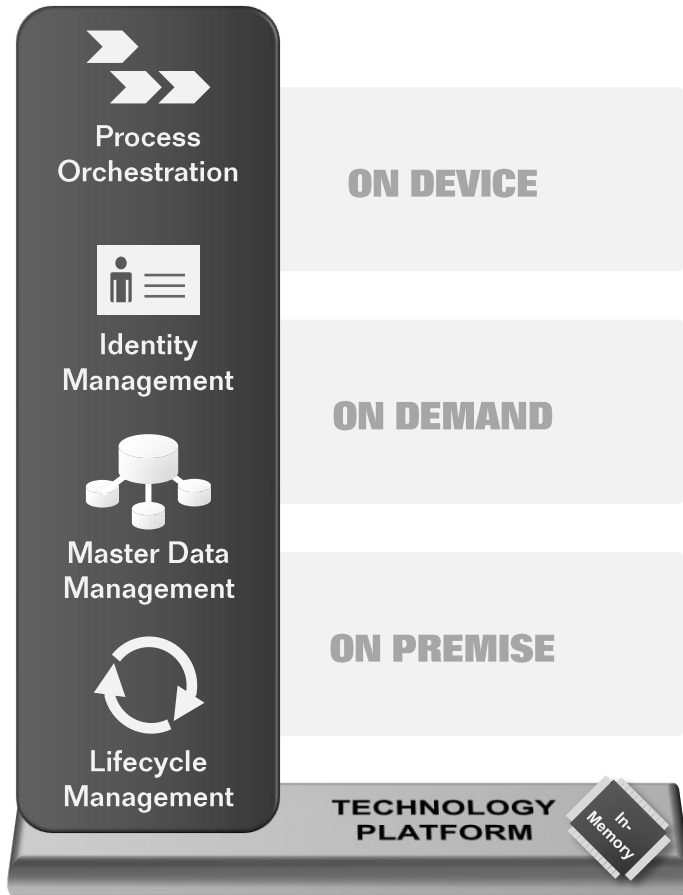 Process
Orchestration
Identity
Management
Master Data
Management
Lifecycle
Management
ON DEVICE
ON DEMAND
ON PREMISE
TECHNOLOGY
PLATFORM
In-
Memory